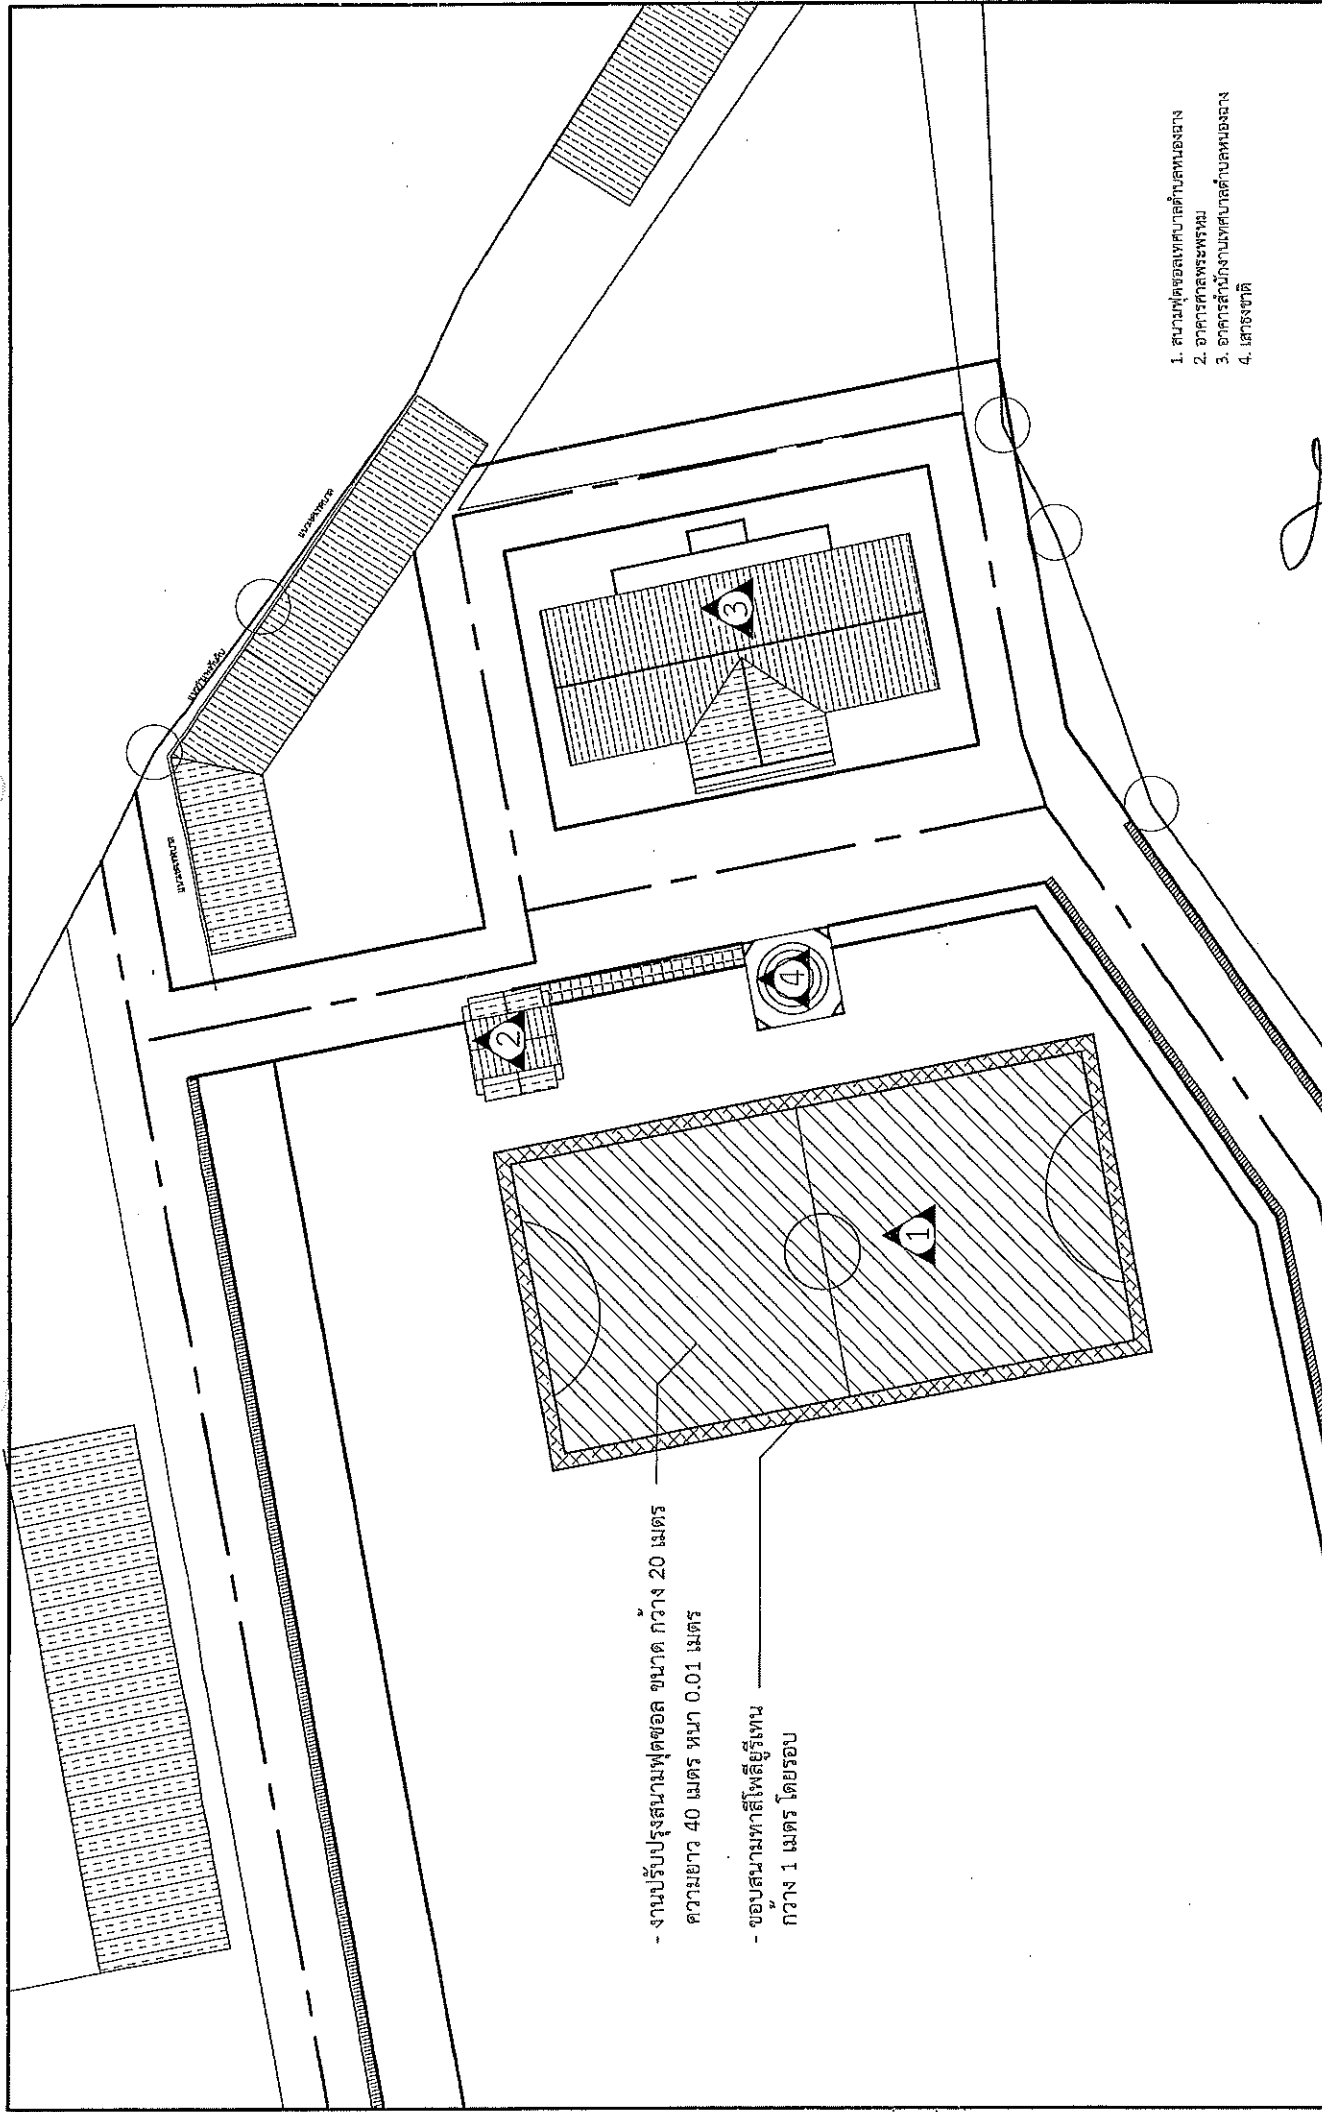 - งานปรับปรุงสนามฟุตซอล ขนาด กว้าง 20 เมตร
ความยาว 40 เมตร หนา 0.01 เมตร
- ขอบสนามทาสีโพลียูรีเทน
กว้าง 1 เมตร โดยรอบ
1
2
3
4
1. สนามฟุตซอลเทศบาลตำบลหนองฉาง
2. อาคารศาลพระพรหม
3. อาคารสำนักงานเทศบาลตำบลหนองฉาง
4. เสาธงชาติ